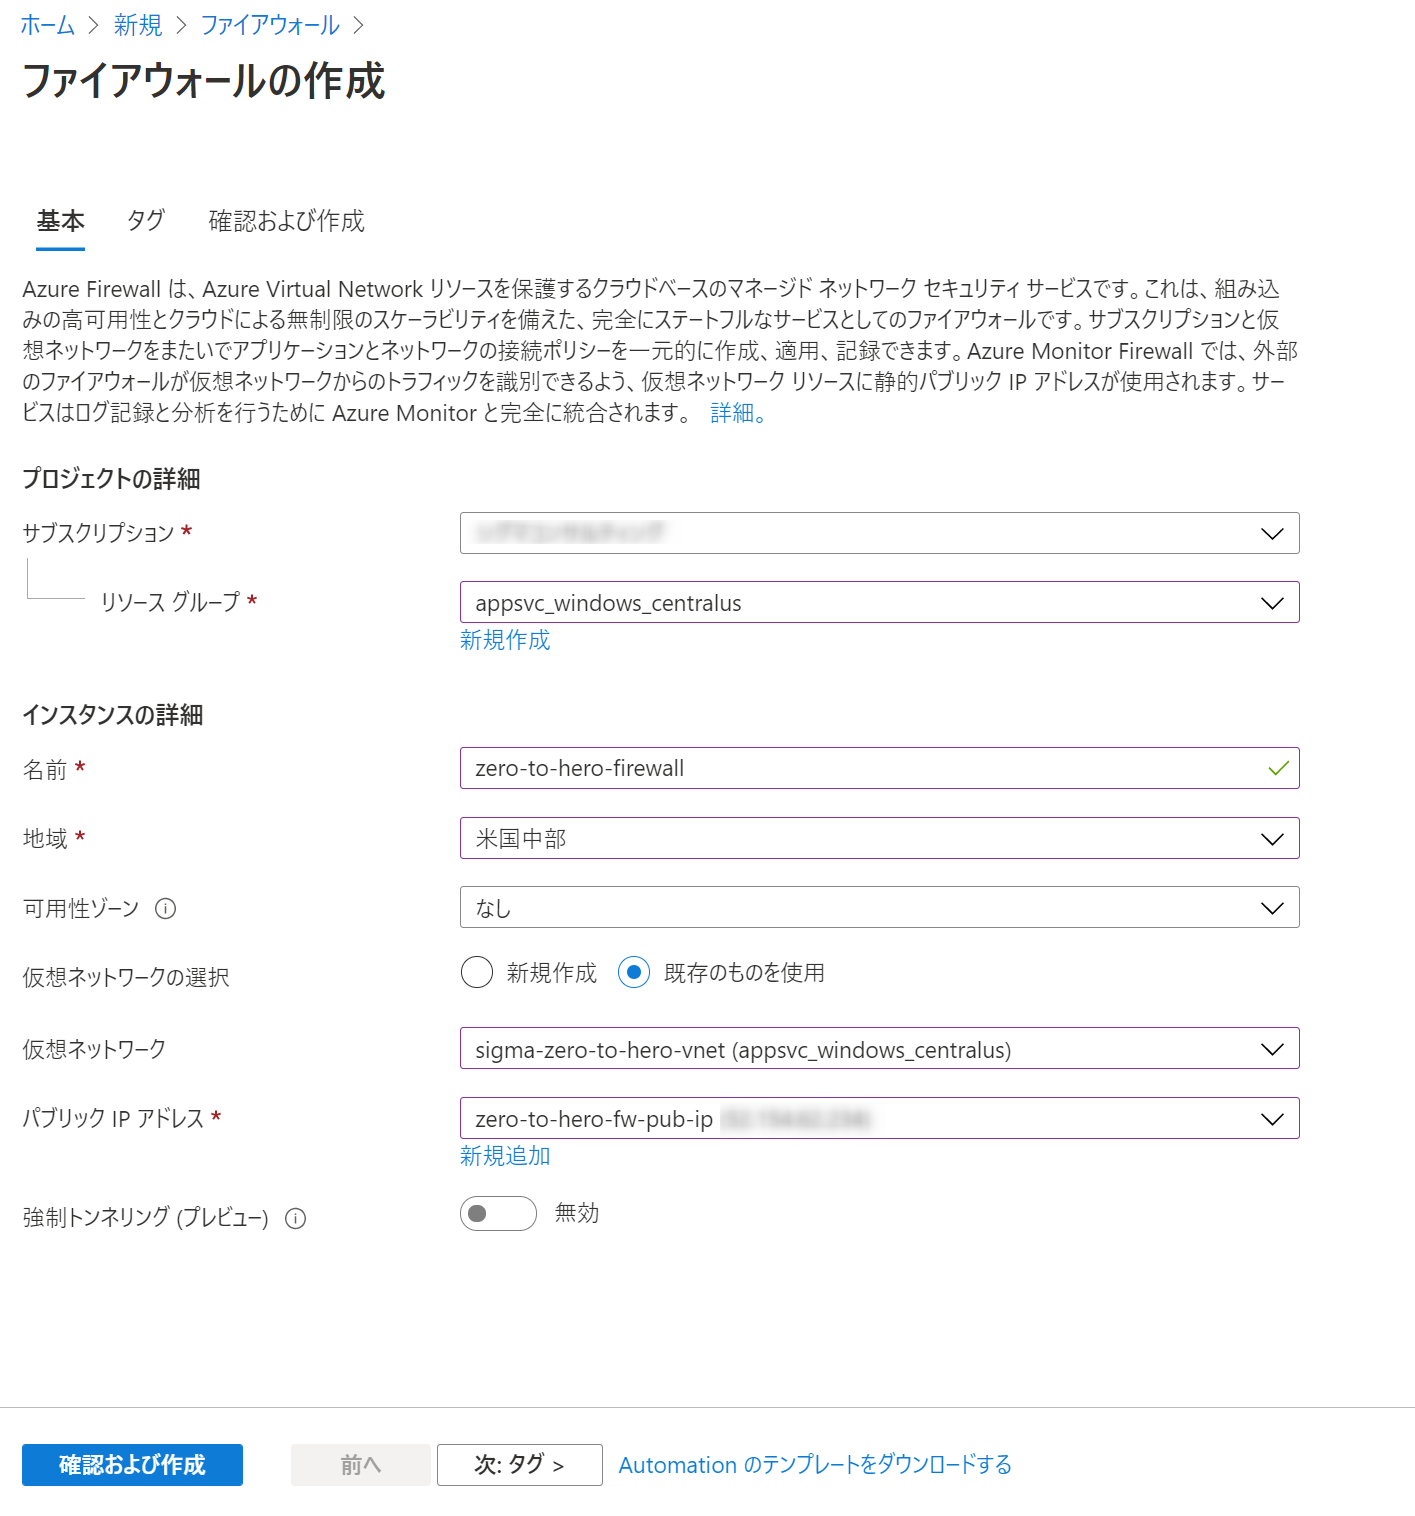 ホーム > 新規 > ファイアウォール >
ファイアウォールの作成
基本 タグ 確認および作成
Azure Firewall は、Azure Virtual Network リソースを保護するクラウドベースのマネージド ネットワーク セキュリティ サービスです。これは、組み込
みの高可用性とクラウドによる無制限のスケーラビリティを備えた、完全にステートフルなサービスとしてのファイアウォールです。サブスクリプションと仮
想ネットワークをまたいでアプリケーションとネットワークの接続ポリシーを一元的に作成、適用、記録できます。Azure Monitor Firewall では、外部
のファイアウォールが仮想ネットワークからのトラフィックを識別できるよう、仮想ネットワーク リソースに静的パブリック IP アドレスが使用されます。サー
ビスはログ記録と分析を行うために Azure Monitor と完全に統合されます。 詳細。
プロジェクトの詳細
サブスクリプション *
リソース グループ * appsvc_windows_centralus
新規作成
インスタンスの詳細
名前 * zero-to-hero-firewall
地域 * 米国中部
可用性ゾーン なし
仮想ネットワークの選択 新規作成 既存のものを使用
仮想ネットワーク sigma-zero-to-hero-vnet (appsvc_windows_centralus)
パブリック IP アドレス * zero-to-hero-fw-pub-ip
新規追加
強制トンネリング (プレビュー) 無効
確認および作成 前へ 次: タグ > Automation のテンプレートをダウンロードする